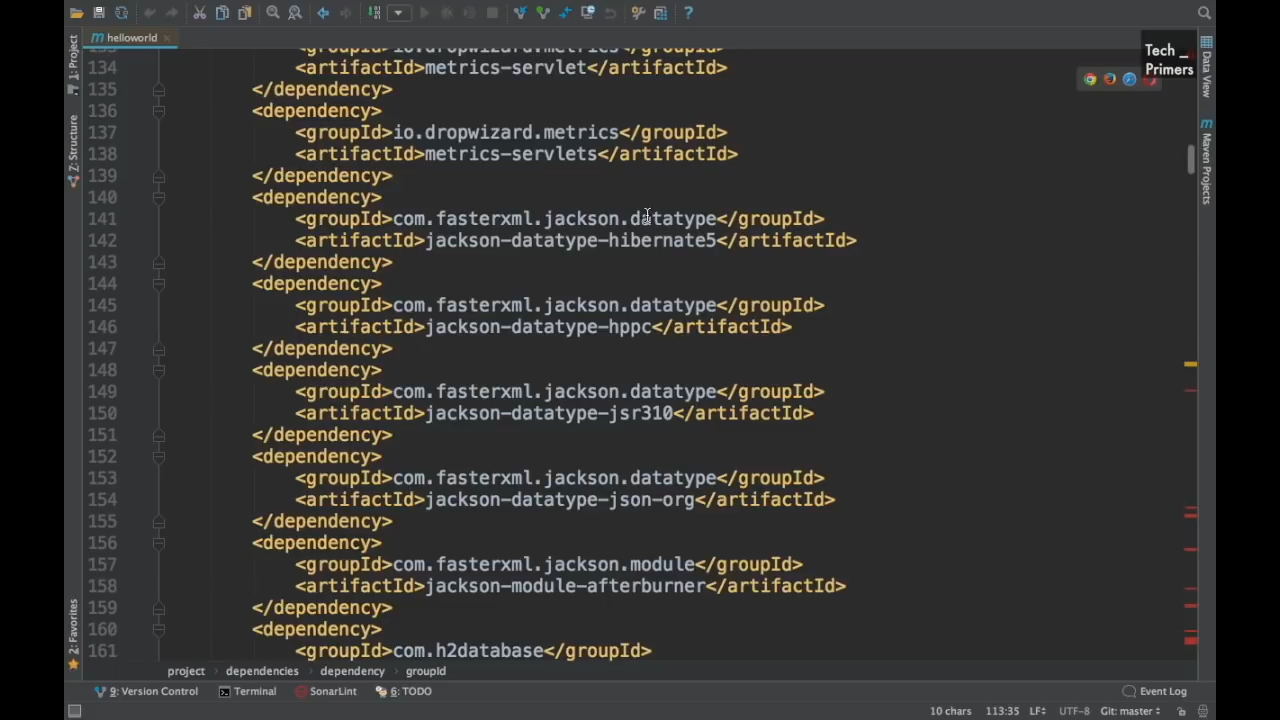 helloworld
Tech _
Primers
1: Project
Z: Structure
2: Favorites
Data View
Maven Projects
133 <groupId>io.dropwizard.metrics</groupId>
134 <artifactId>metrics-servlet</artifactId>
135 </dependency>
136 <dependency>
137 <groupId>io.dropwizard.metrics</groupId>
138 <artifactId>metrics-servlets</artifactId>
139 </dependency>
140 <dependency>
141 <groupId>com.fasterxml.jackson.datatype</groupId>
142 <artifactId>jackson-datatype-hibernate5</artifactId>
143 </dependency>
144 <dependency>
145 <groupId>com.fasterxml.jackson.datatype</groupId>
146 <artifactId>jackson-datatype-hppc</artifactId>
147 </dependency>
148 <dependency>
149 <groupId>com.fasterxml.jackson.datatype</groupId>
150 <artifactId>jackson-datatype-jsr310</artifactId>
151 </dependency>
152 <dependency>
153 <groupId>com.fasterxml.jackson.datatype</groupId>
154 <artifactId>jackson-datatype-json-org</artifactId>
155 </dependency>
156 <dependency>
157 <groupId>com.fasterxml.jackson.module</groupId>
158 <artifactId>jackson-module-afterburner</artifactId>
159 </dependency>
160 <dependency>
161 <groupId>com.h2database</groupId>
project › dependencies › dependency › groupId
9: Version Control Terminal SonarLint 6: TODO Event Log
10 chars 113:35 LF÷ UTF-8 Git: master